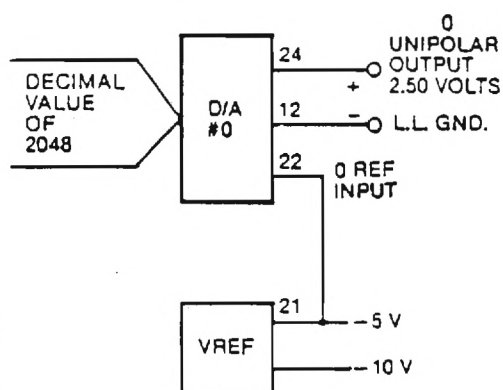 0
UNIPOLAR
OUTPUT
2.50 VOLTS
24
+
DECIMAL
VALUE
OF
2048
D/A
#0
12
-
L.L. GND.
22
0 REF
INPUT
21
-5 V
VREF
-10 V